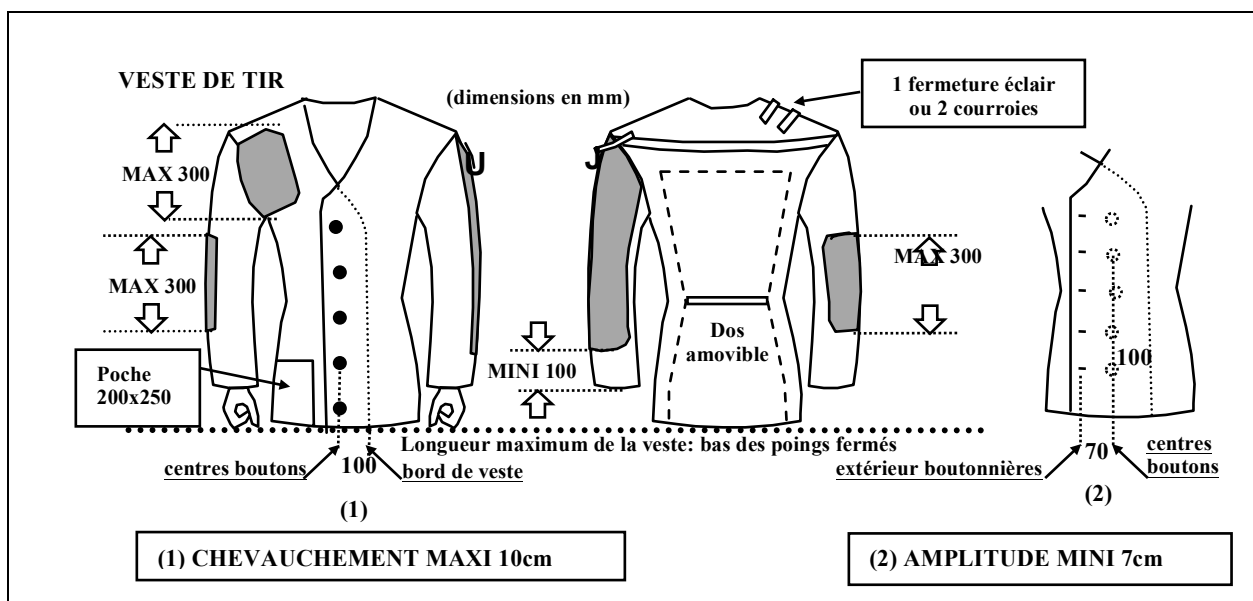 VESTE DE TIR
(dimensions en mm)
1 fermeture éclair
ou 2 courroies
MAX 300
MAX 300
MAX 300
U
J
Dos
amovible
MINI 100
Poche
200x250
100
Longueur maximum de la veste: bas des poings fermés
centres boutons
100
bord de veste
extérieur boutonnières
70
centres
boutons
(1)
(2)
(1) CHEVAUCHEMENT MAXI 10cm
(2) AMPLITUDE MINI 7cm